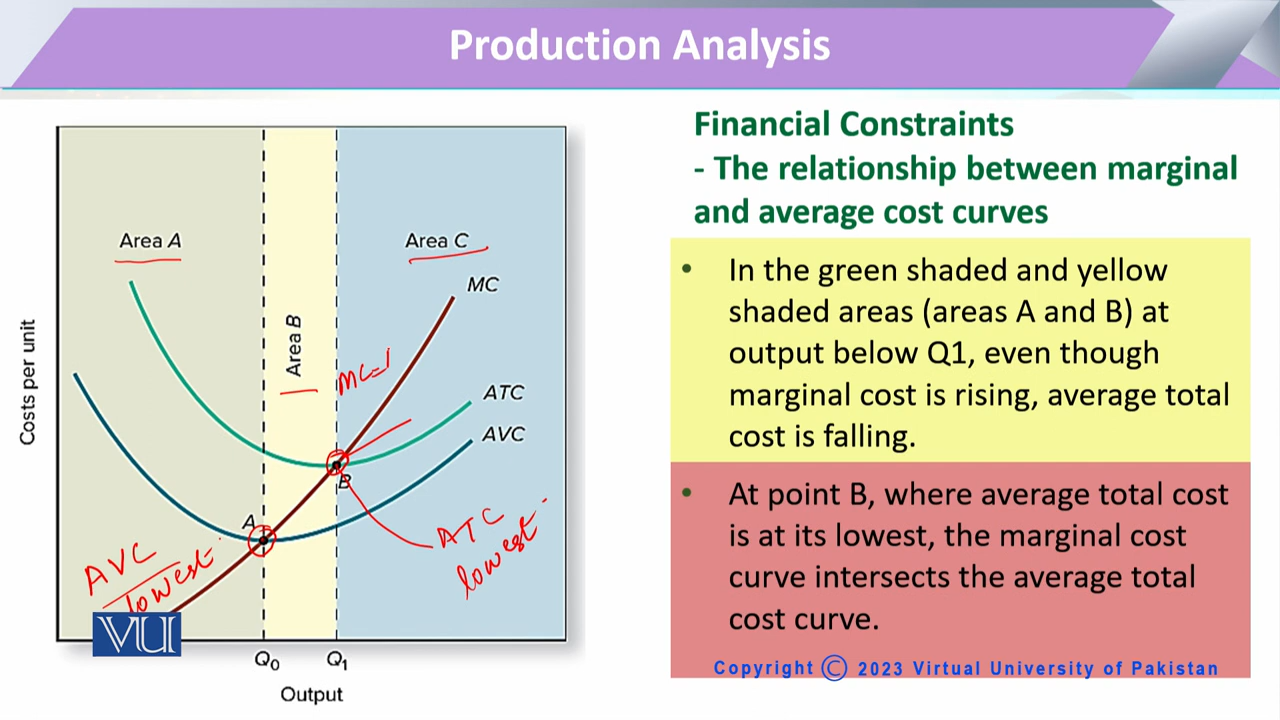 Production Analysis
Financial Constraints
- The relationship between marginal
and average cost curves
• In the green shaded and yellow
shaded areas (areas A and B) at
output below Q1, even though
marginal cost is rising, average total
cost is falling.
• At point B, where average total cost
is at its lowest, the marginal cost
curve intersects the average total
cost curve.
Copyright © 2023 Virtual University of Pakistan
Costs per unit
Area A
Area B
Area C
MC
ATC
AVC
A
B
AVC
lowest
ATC
lowest
VU
Q0
Q1
Output